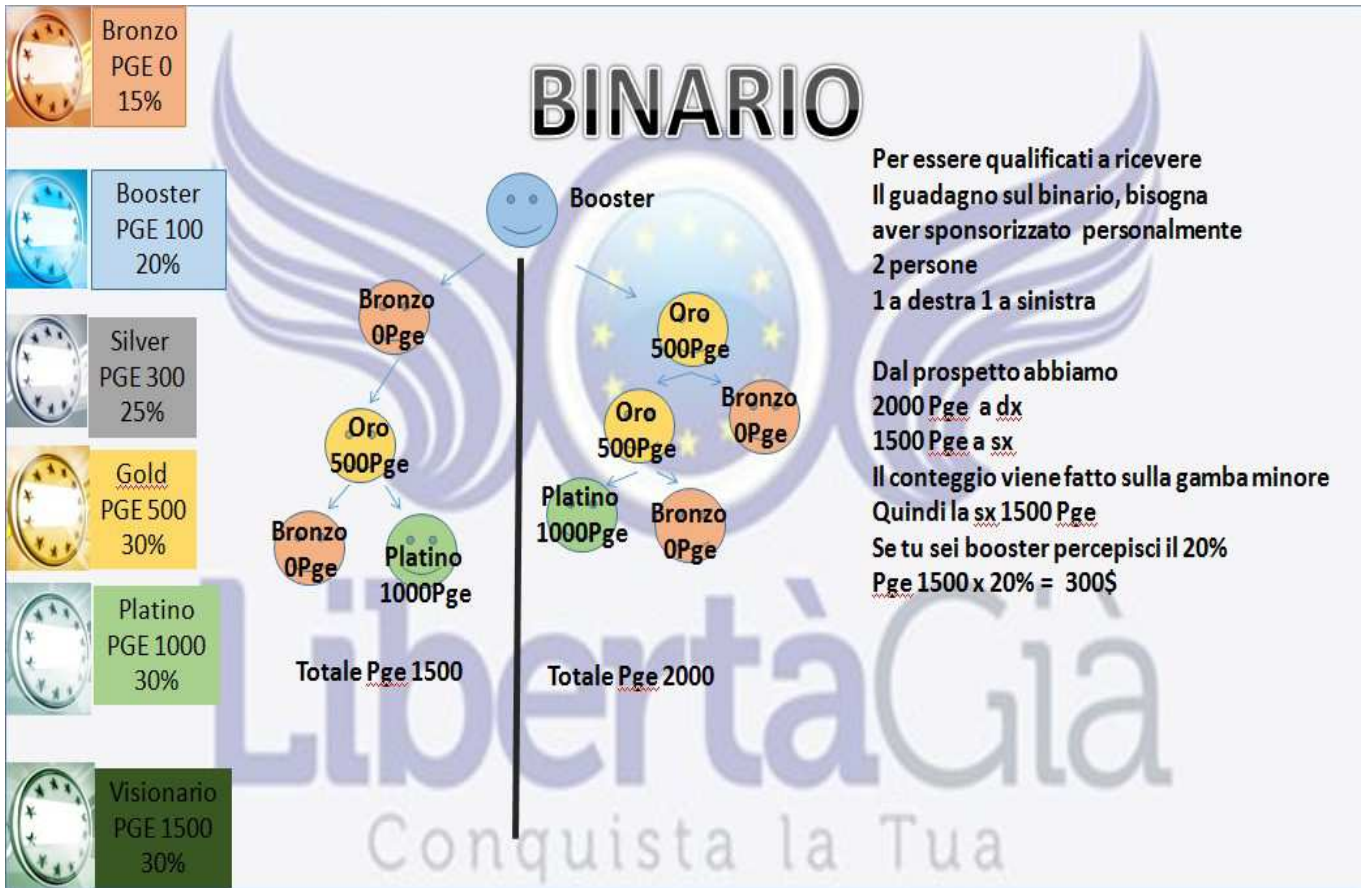 Bronzo
PGE 0
15%
Booster
PGE 100
20%
Silver
PGE 300
25%
Gold
PGE 500
30%
Platino
PGE 1000
30%
Visionario
PGE 1500
30%
BINARIO
Booster
Bronzo
0Pge
Oro
500Pge
Bronzo
0Pge
Platino
1000Pge
Totale Pge 1500
Oro
500Pge
Oro
500Pge
Bronzo
0Pge
Platino
1000Pge
Bronzo
0Pge
Totale Pge 2000
Per essere qualificati a ricevere
Il guadagno sul binario, bisogna
aver sponsorizzato personalmente
2 persone
1 a destra 1 a sinistra
Dal prospetto abbiamo
2000 Pge a dx
1500 Pge a sx
Il conteggio viene fatto sulla gamba minore
Quindi la sx 1500 Pge
Se tu sei booster percepisci il 20%
Pge 1500 x 20% = 300$
LibertàGià
Conquista la Tua